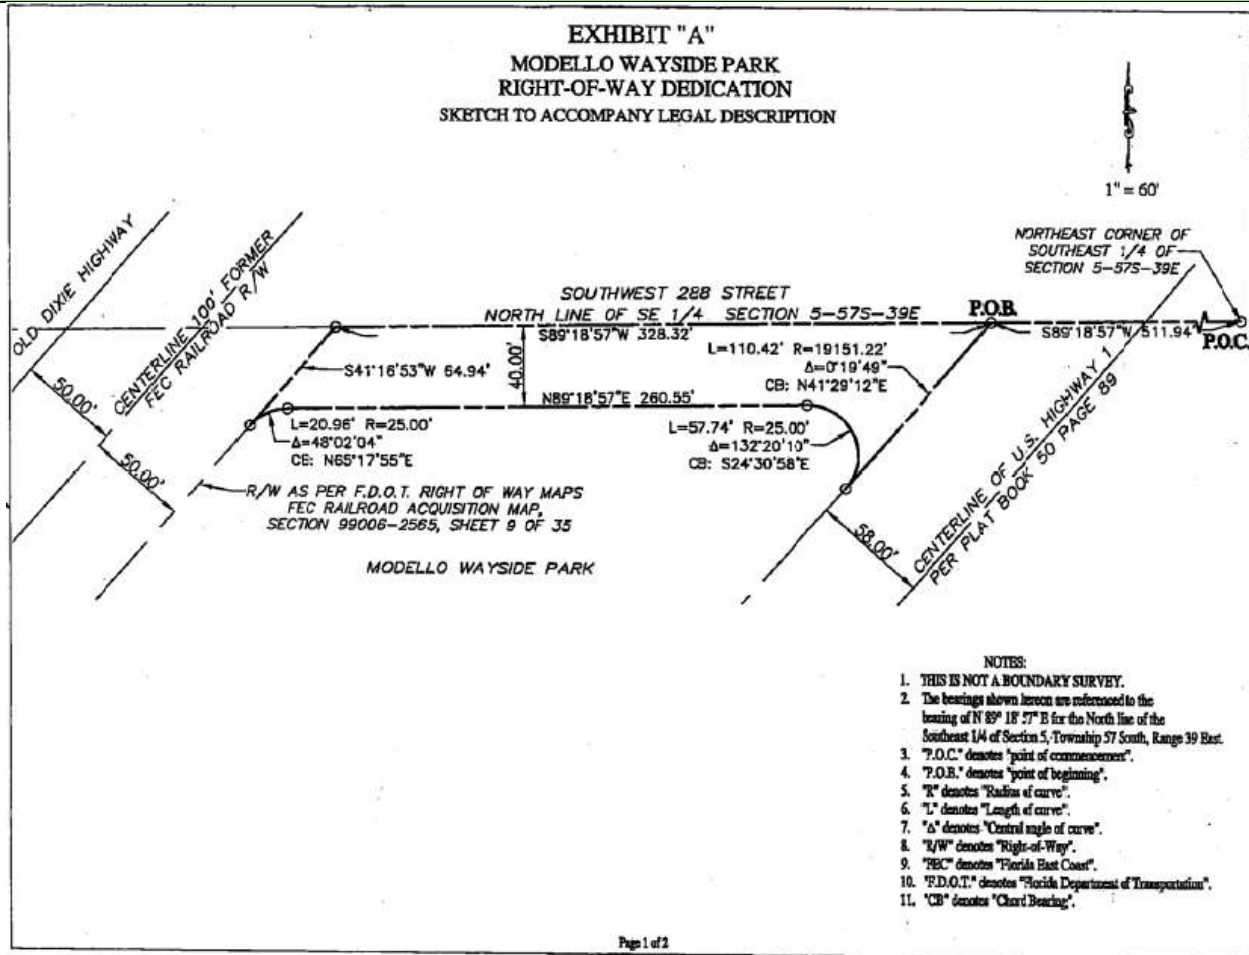 EXHIBIT "A"
MODELLO WAYSIDE PARK
RIGHT-OF-WAY DEDICATION
SKETCH TO ACCOMPANY LEGAL DESCRIPTION
1" = 60'
NORTHEAST CORNER OF
SOUTHEAST 1/4 OF
SECTION 5-57S-39E
OLD DIXIE HIGHWAY
CENTERLINE 100' FORMER
FEC RAILROAD R/W
SOUTHWEST 288 STREET
NORTH LINE OF SE 1/4 SECTION 5-57S-39E
P.O.B.
S89°18'57"W 328.32'
S89°18'57"W 511.94'
P.O.C.
L=110.42' R=19151.22'
Δ=0°19'49"
CB: N41°29'12"E
S41°16'53"W 64.94'
40.00'
50.00'
N89°18'57"E 260.55'
L=20.96' R=25.00'
Δ=48°02'04"
CB: N65°17'55"E
L=57.74' R=25.00'
Δ=132°20'10"
CB: S24°30'58"E
50.00'
R/W AS PER F.D.O.T. RIGHT OF WAY MAPS
FEC RAILROAD ACQUISITION MAP,
SECTION 99006-2565, SHEET 9 OF 35
58.00'
CENTERLINE OF U.S. HIGHWAY 1
PER PLAT BOOK 50 PAGE 89
MODELLO WAYSIDE PARK
NOTES:
1. THIS IS NOT A BOUNDARY SURVEY.
2. The bearings shown hereon are referenced to the
bearing of N 89° 18' 57" E for the North line of the
Southeast 1/4 of Section 5, Township 57 South, Range 39 East.
3. "P.O.C." denotes "point of commencement".
4. "P.O.B." denotes "point of beginning".
5. "R" denotes "Radius of curve".
6. "L" denotes "Length of curve".
7. "Δ" denotes "Central angle of curve".
8. "R/W" denotes "Right-of-Way".
9. "FEC" denotes "Florida East Coast".
10. "F.D.O.T." denotes "Florida Department of Transportation".
11. "CB" denotes "Chord Bearing".
Page 1 of 2